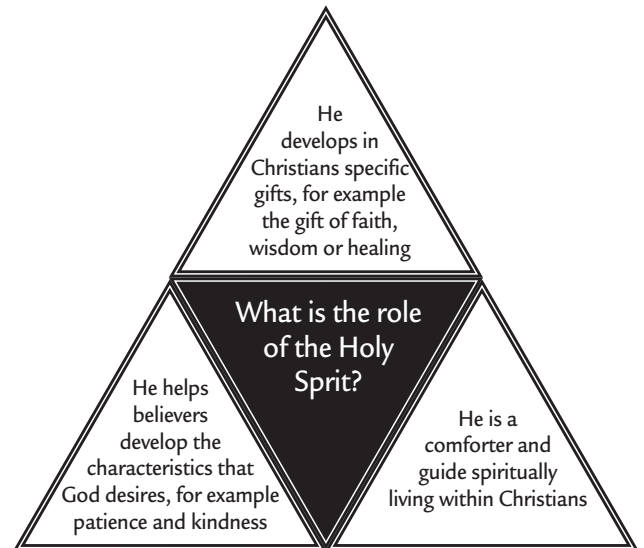 He
develops in
Christians specific
gifts, for example
the gift of faith,
wisdom or healing
What is the role
of the Holy
Sprit?
He helps
believers
develop the
characteristics that
God desires, for example
patience and kindness
He is a
comforter and
guide spiritually
living within Christians